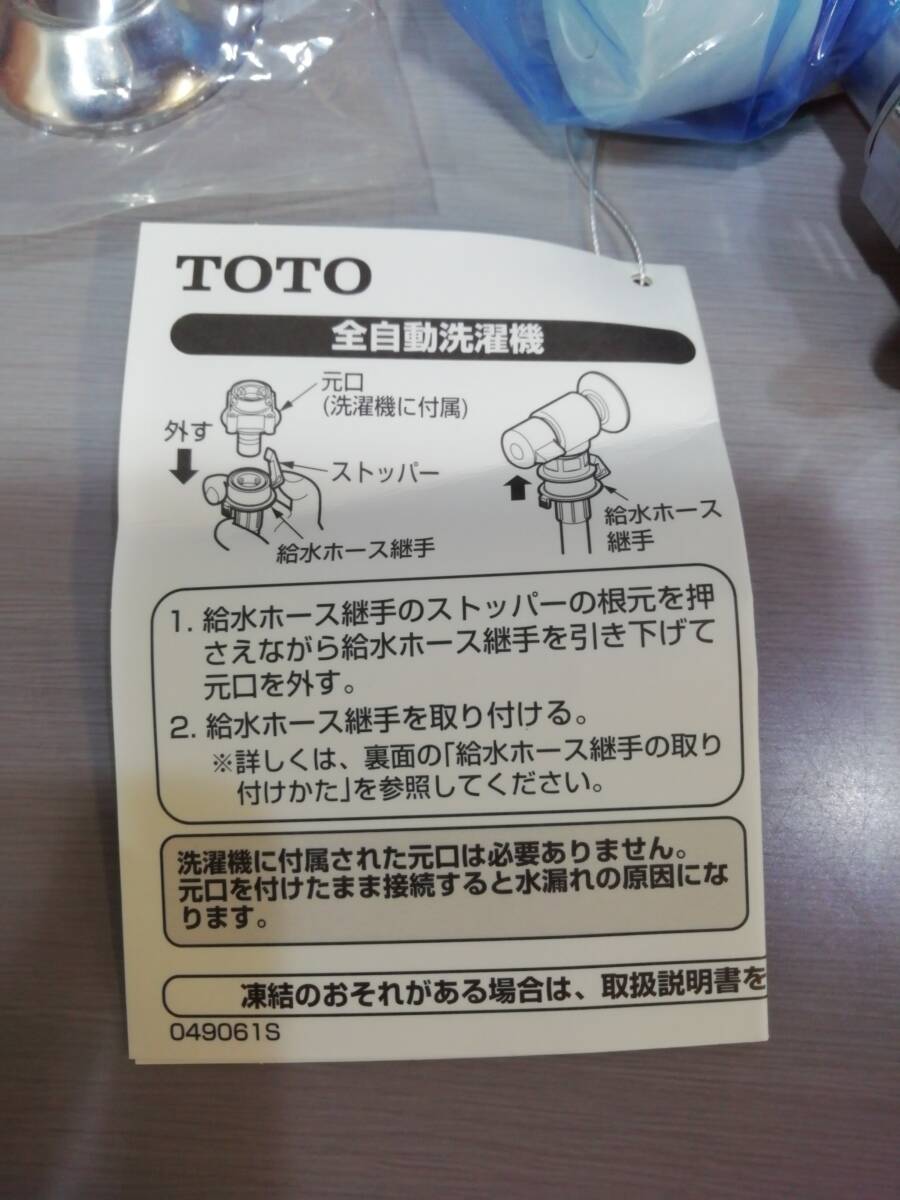 TOTO
全自動洗濯機
元口
(洗濯機に付属)
外す
ストッパー
給水ホース継手
給水ホース
継手
1. 給水ホース継手のストッパーの根元を押
さえながら給水ホース継手を引き下げて
元口を外す。
2. 給水ホース継手を取り付ける。
※詳しくは、裏面の「給水ホース継手の取り
付けかた」を参照してください。
洗濯機に付属された元口は必要ありません。
元口を付けたまま接続すると水漏れの原因にな
ります。
凍結のおそれがある場合は、取扱説明書を
049061S